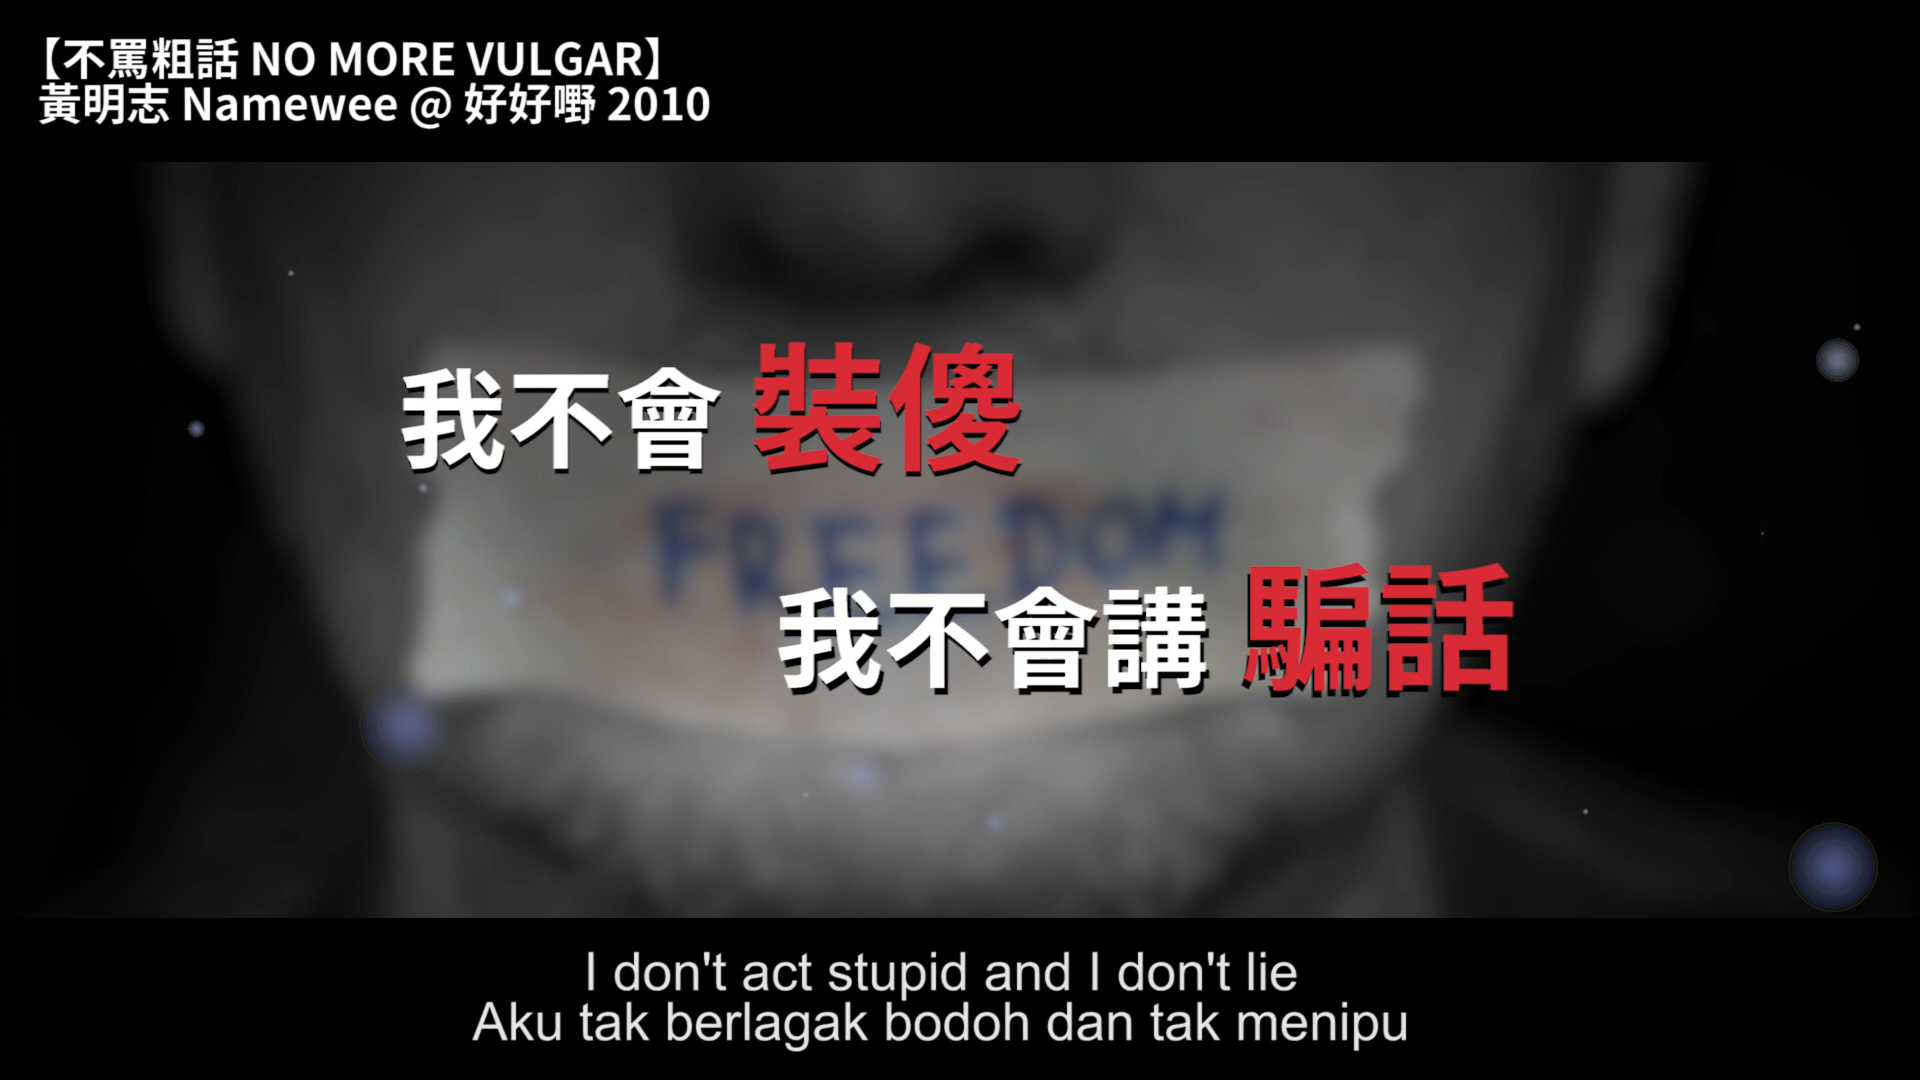 【不罵粗話 NO MORE VULGAR】
黃明志 Namewee @ 好好嘢 2010
我不會 裝傻
FREEDOM
我不會講 騙話
I don't act stupid and I don't lie
Aku tak berlagak bodoh dan tak menipu